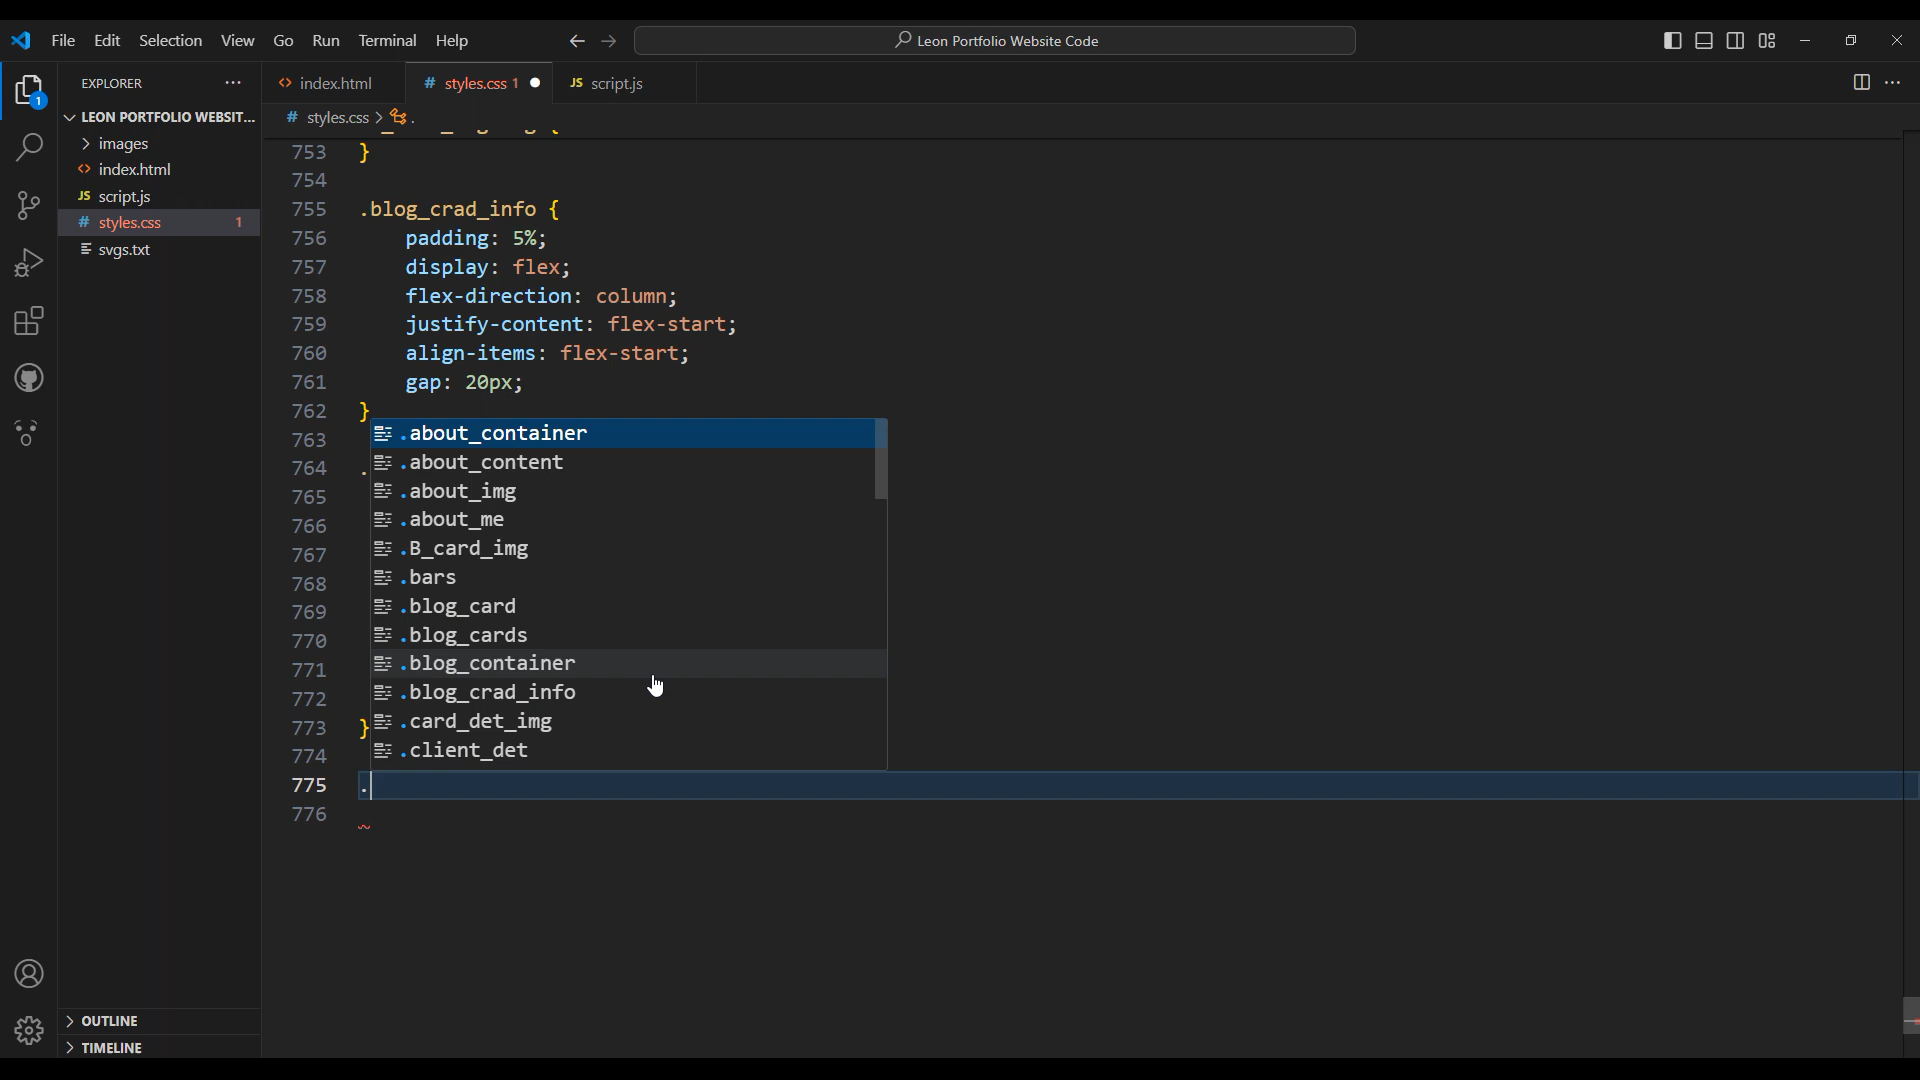 File Edit Selection View Go Run Terminal Help
Leon Portfolio Website Code
EXPLORER
index.html
# styles.css 1
JS script.js
LEON PORTFOLIO WEBSIT...
# styles.css > .
1
images
index.html
JS script.js
# styles.css 1
svgs.txt
753 }
754
755 .blog_crad_info {
756 padding: 5%;
757 display: flex;
758 flex-direction: column;
759 justify-content: flex-start;
760 align-items: flex-start;
761 gap: 20px;
762 }
763
764 .
765
766
767
768
769
770
771
772
773 }
774
775 .
776
.about_container
.about_content
.about_img
.about_me
.B_card_img
.bars
.blog_card
.blog_cards
.blog_container
.blog_crad_info
.card_det_img
.client_det
OUTLINE
TIMELINE